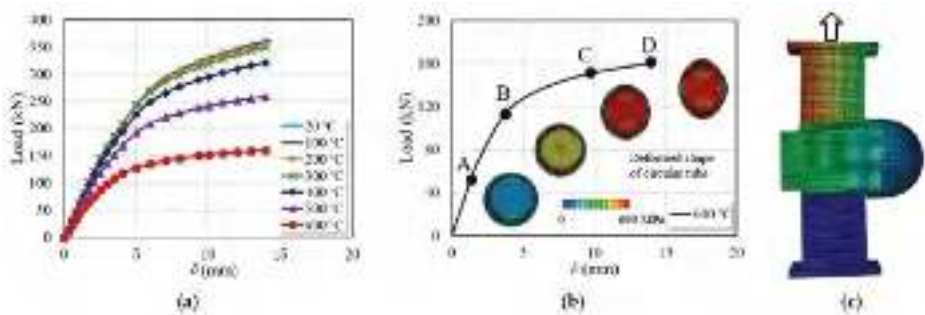 400
350
300
250
200
150
100
50
0
Load (kN)
20 °C
100 °C
200 °C
300 °C
400 °C
500 °C
600 °C
0 5 10 15 20
δ (mm)
(a)
200
160
120
80
40
0
Load (kN)
A
B
C
D
Deformed shape
of circular tube
0
600 MPa
600 °C
0 5 10 15 20
δ (mm)
(b)
(c)